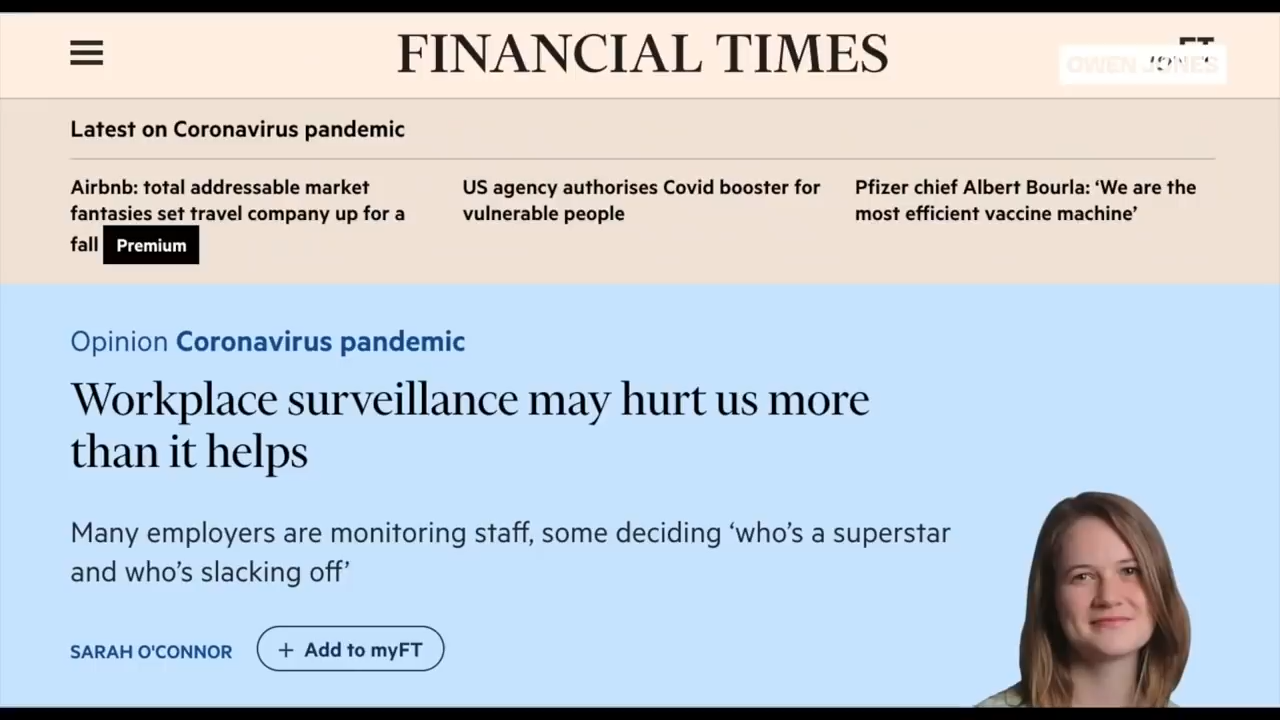 FINANCIAL TIMES
OWEN JONES
Latest on Coronavirus pandemic
Airbnb: total addressable market
fantasies set travel company up for a
fall Premium
US agency authorises Covid booster for
vulnerable people
Pfizer chief Albert Bourla: ‘We are the
most efficient vaccine machine’
Opinion Coronavirus pandemic
Workplace surveillance may hurt us more
than it helps
Many employers are monitoring staff, some deciding ‘who’s a superstar
and who’s slacking off’
SARAH O'CONNOR
+ Add to myFT